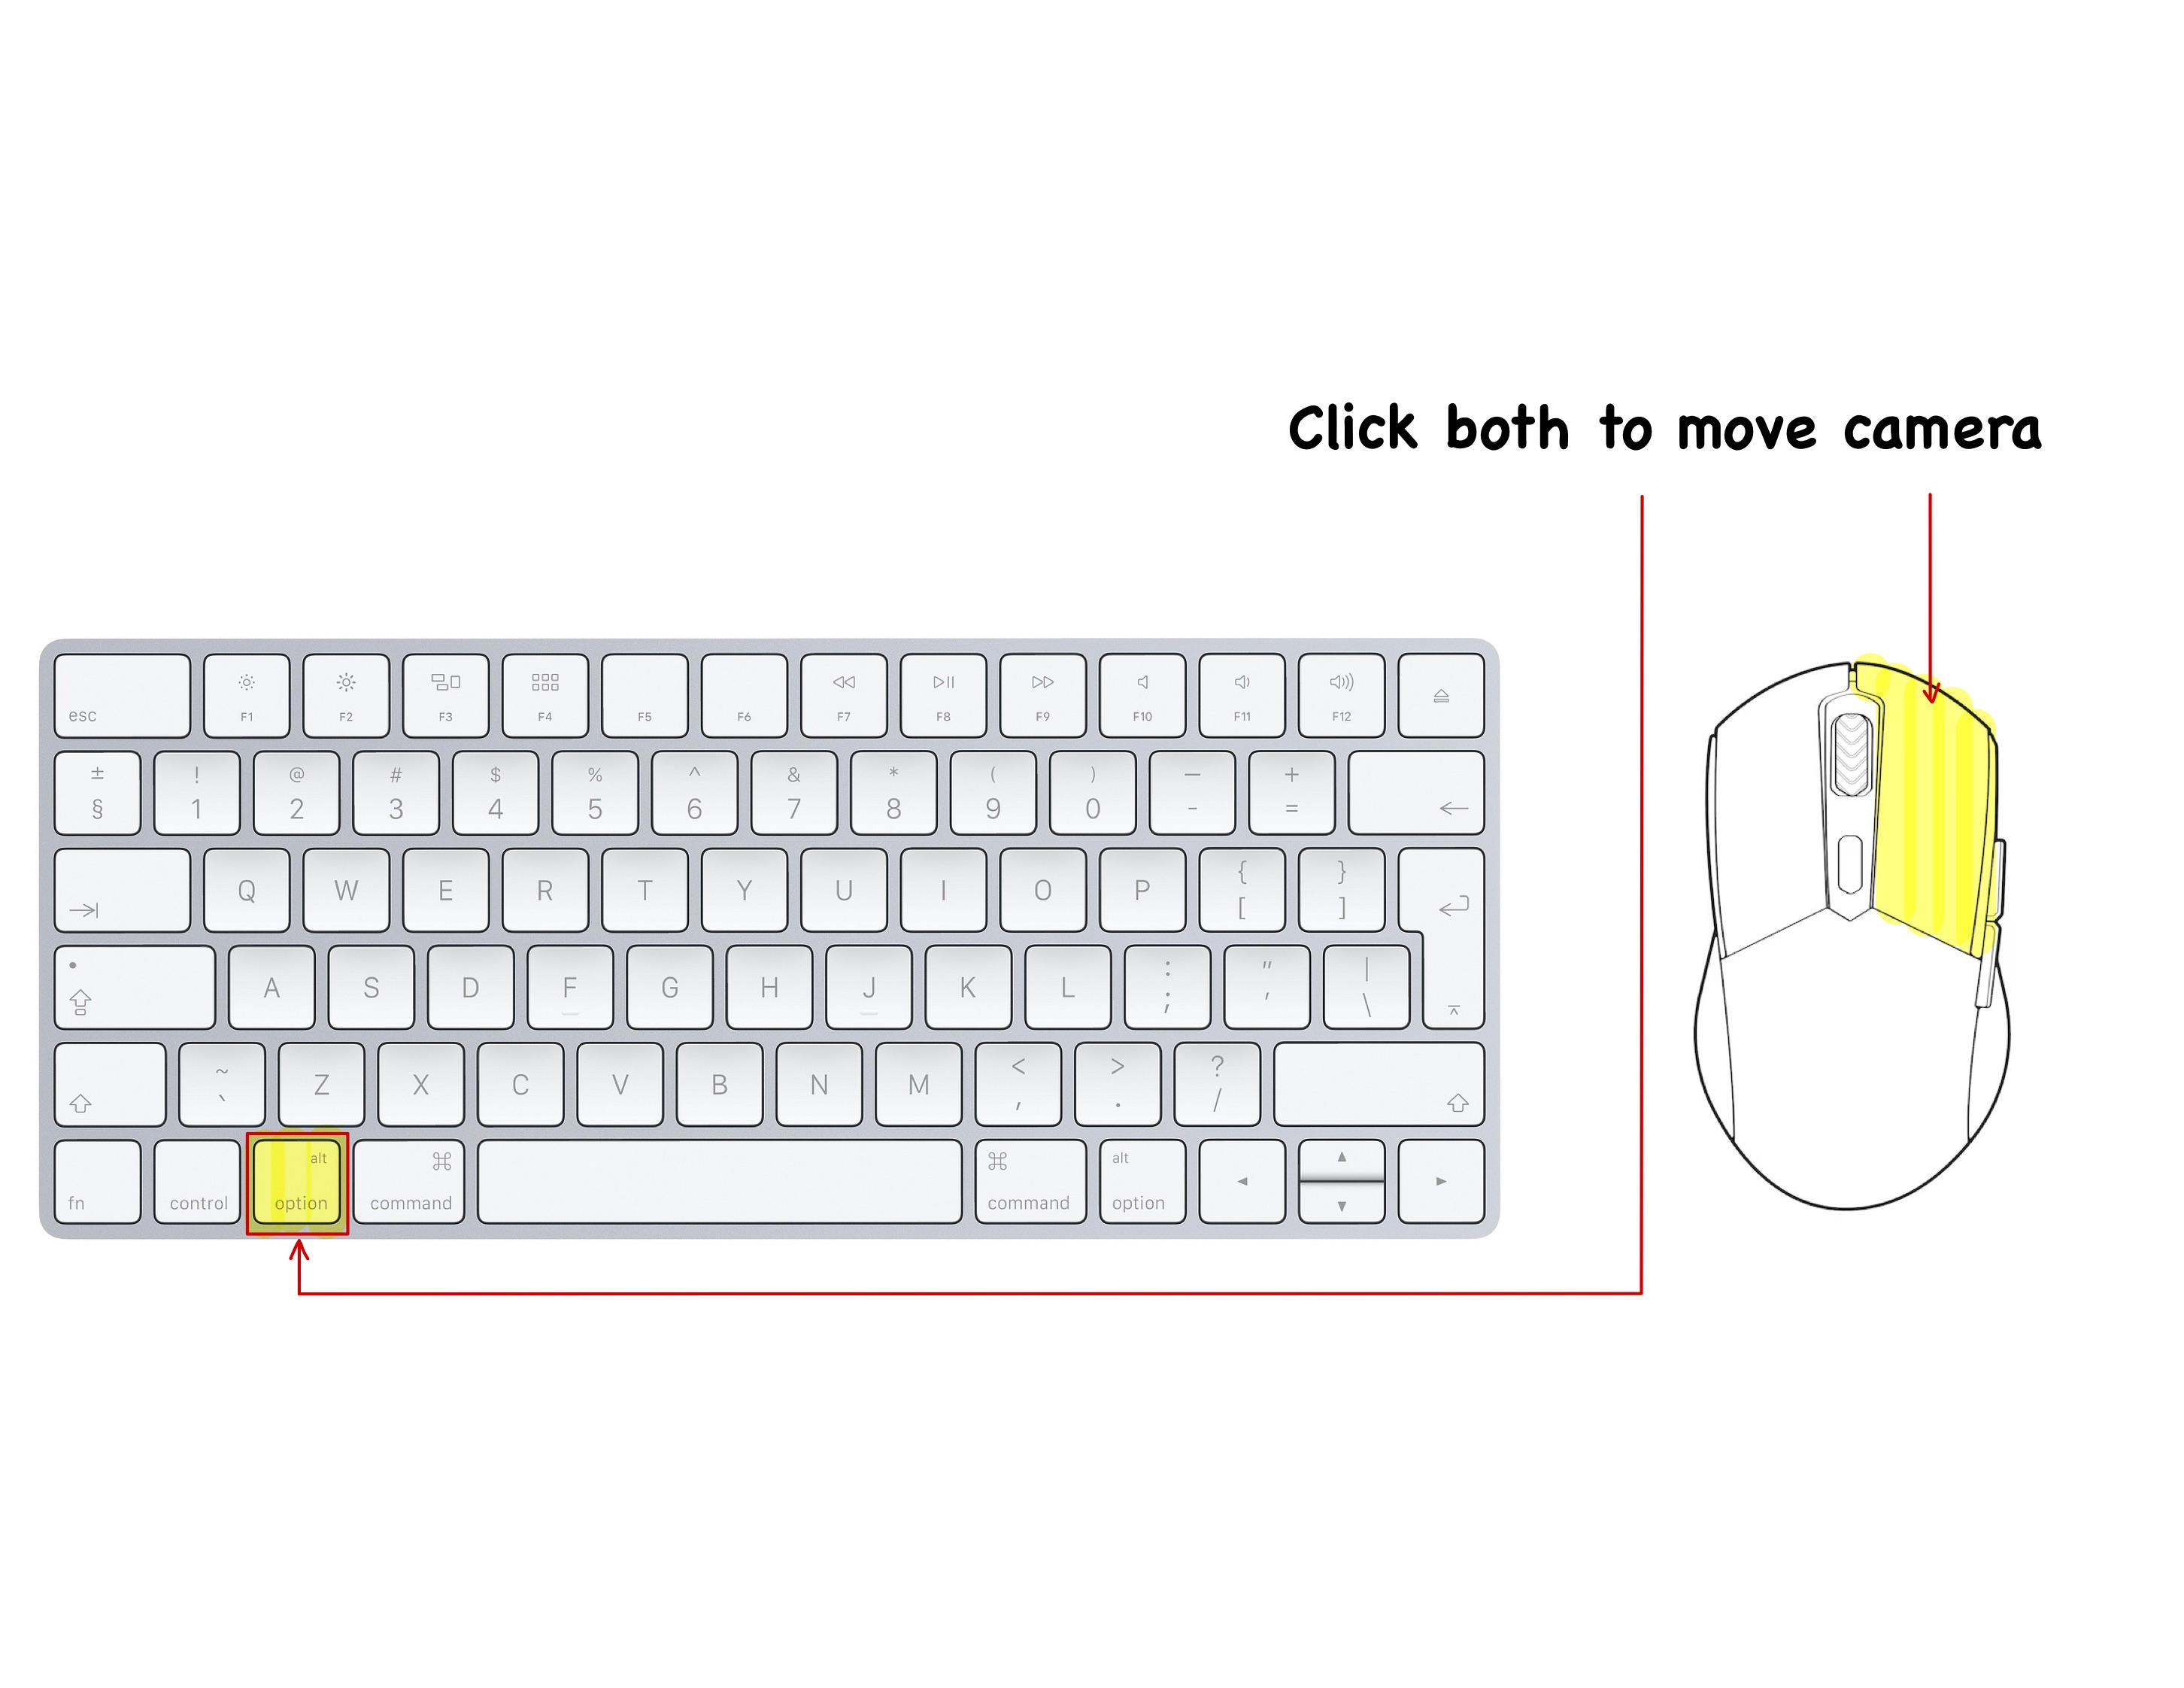 Click both to move camera
esc F1 F2 F3 F4 F5 F6 F7 F8 F9 F10 F11 F12
± ! @ # $ % ^ & * ( ) — +
§ 1 2 3 4 5 6 7 8 9 0 - =
Q W E R T Y U I O P { }
[ ]
A S D F G H J K L : " |
; ' \
~ Z X C V B N M < > ?
` , . /
alt ⌘ ⌘ alt
fn control option command command option